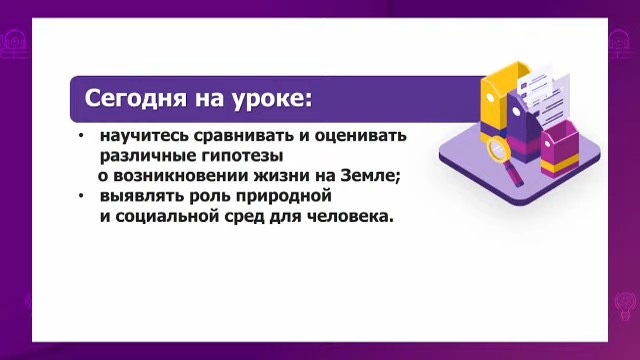 Сегодня на уроке:
• научитесь сравнивать и оценивать
различные гипотезы
о возникновении жизни на Земле;
• выявлять роль природной
и социальной сред для человека.